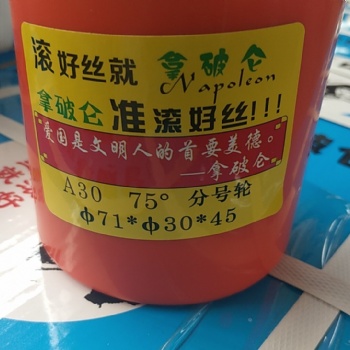 滚好丝就 拿破仑
Napoleon
拿破仑 准 滚好丝!!!
爱国是文明人的首要美德。
—拿破仑
A30 75° 分号轮
Φ71*Φ30*45